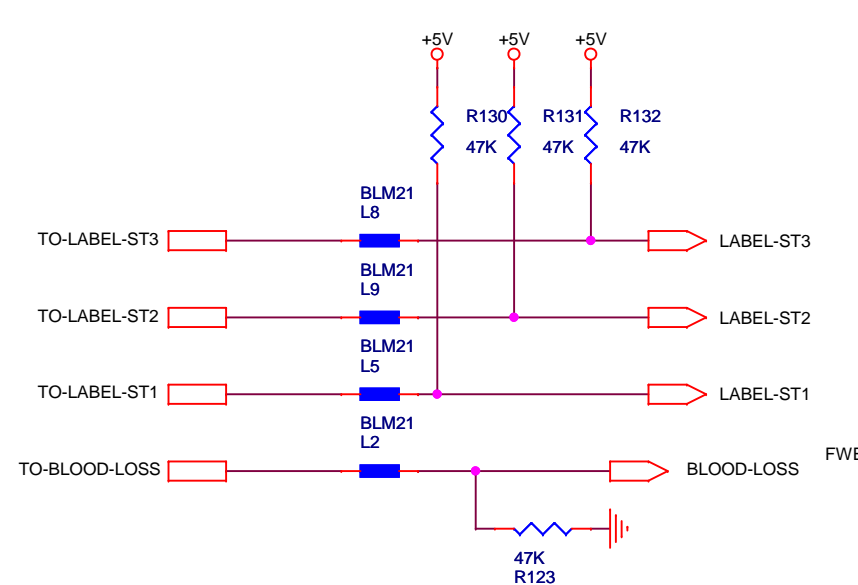 +5V +5V +5V
R130 R131 R132
47K 47K 47K
BLM21
L8
TO-LABEL-ST3 LABEL-ST3
BLM21
L9
TO-LABEL-ST2 LABEL-ST2
BLM21
L5
TO-LABEL-ST1 LABEL-ST1
BLM21
L2
TO-BLOOD-LOSS BLOOD-LOSS
47K
R123